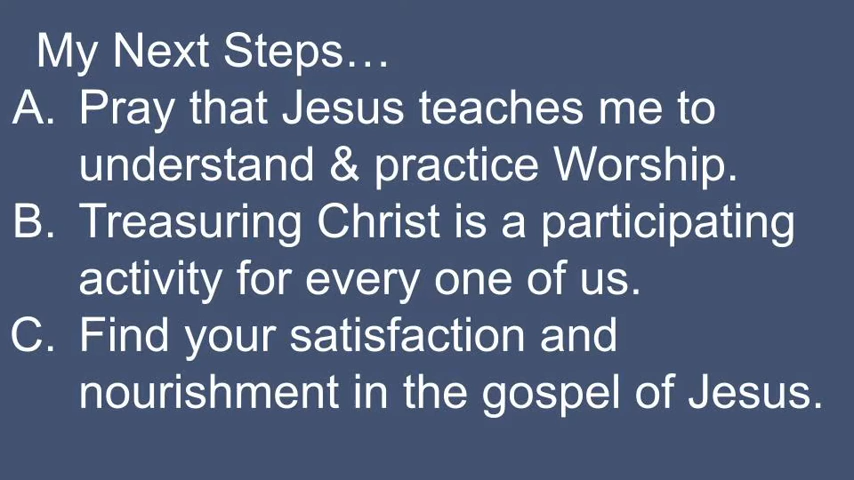 My Next Steps…
A. Pray that Jesus teaches me to
understand & practice Worship.
B. Treasuring Christ is a participating
activity for every one of us.
C. Find your satisfaction and
nourishment in the gospel of Jesus.